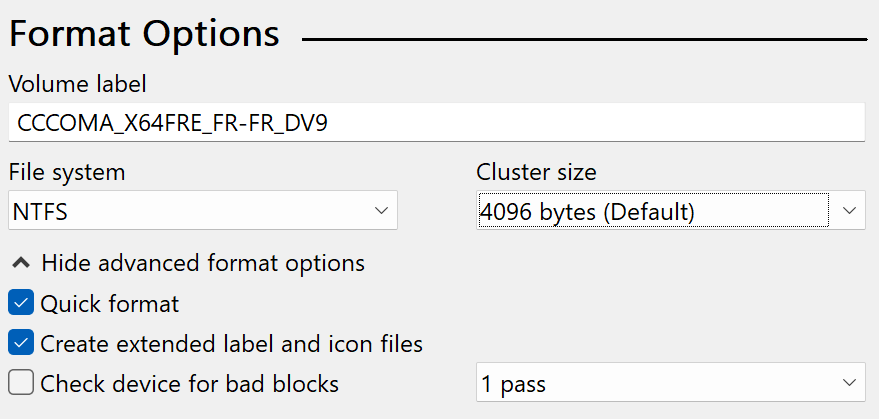 Format Options
Volume label
CCCOMA_X64FRE_FR-FR_DV9
File system
Cluster size
NTFS
4096 bytes (Default)
Hide advanced format options
Quick format
Create extended label and icon files
Check device for bad blocks
1 pass